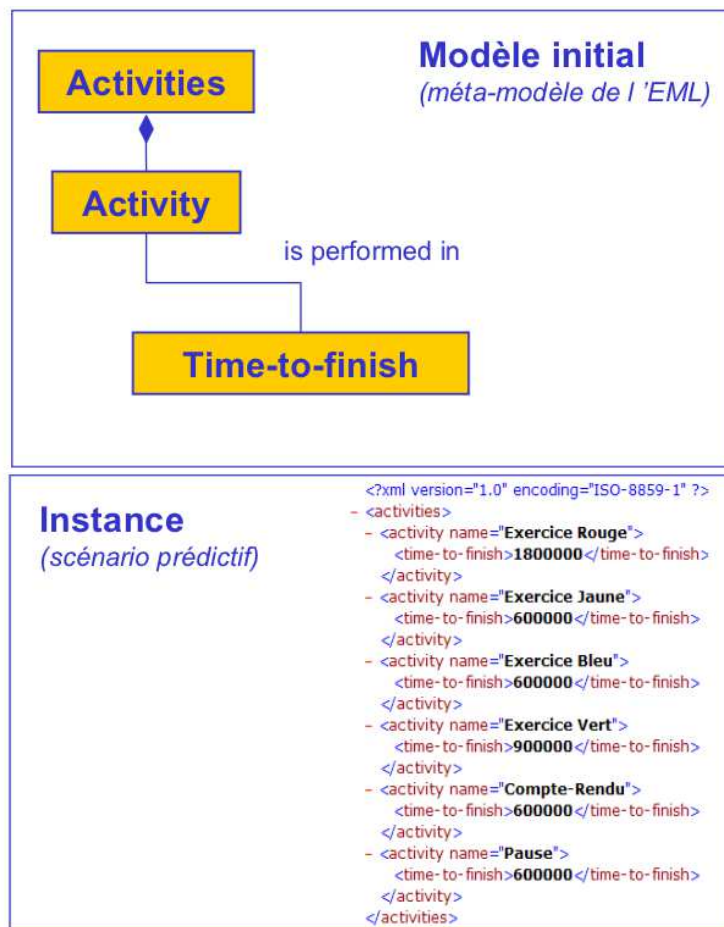 Modèle initial
(méta-modèle de l 'EML)
Activities
Activity
is performed in
Time-to-finish
Instance
(scénario prédictif)
<?xml version="1.0" encoding="ISO-8859-1" ?>
- <activities>
- <activity name="Exercice Rouge">
<time-to-finish>1800000</time-to-finish>
</activity>
- <activity name="Exercice Jaune">
<time-to-finish>600000</time-to-finish>
</activity>
- <activity name="Exercice Bleu">
<time-to-finish>600000</time-to-finish>
</activity>
- <activity name="Exercice Vert">
<time-to-finish>900000</time-to-finish>
</activity>
- <activity name="Compte-Rendu">
<time-to-finish>600000</time-to-finish>
</activity>
- <activity name="Pause">
<time-to-finish>600000</time-to-finish>
</activity>
</activities>